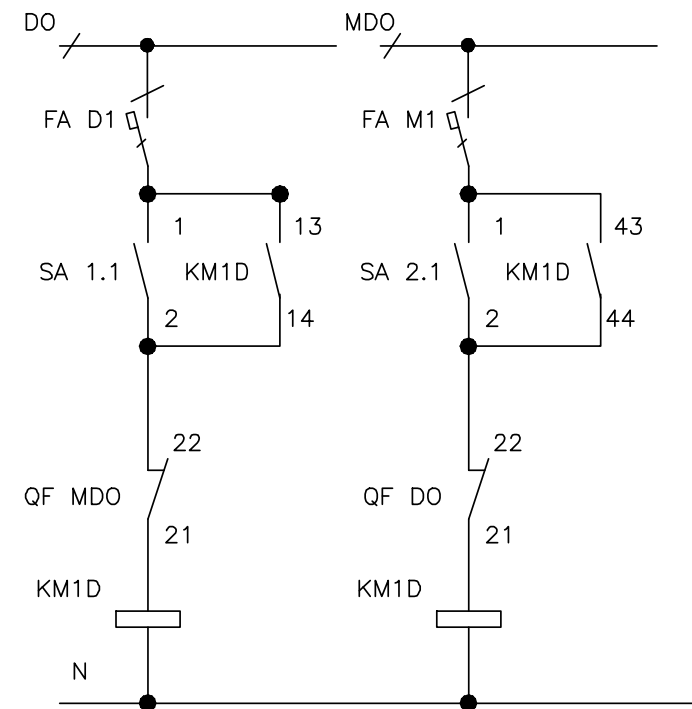 DO
MDO
FA D1
FA M1
1
13
1
43
SA 1.1
KM1D
SA 2.1
KM1D
2
14
2
44
22
22
QF MDO
QF DO
21
21
KM1D
KM1D
N